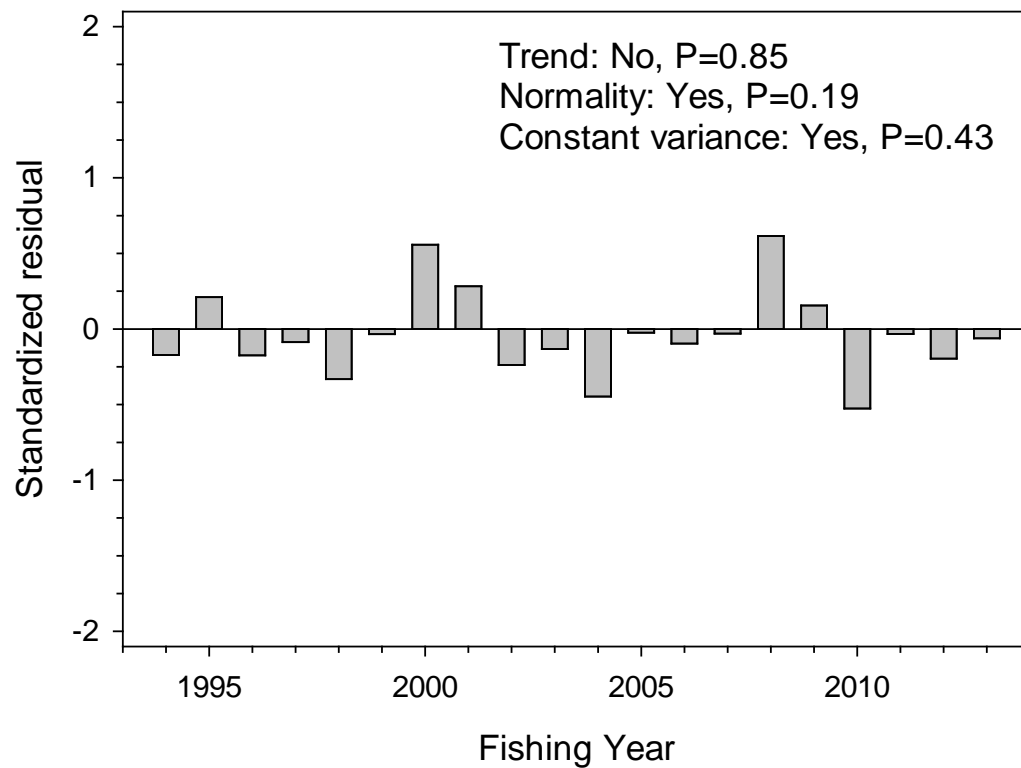 Trend: No, P=0.85
Normality: Yes, P=0.19
Constant variance: Yes, P=0.43
Standardized residual
2
1
0
-1
-2
1995 2000 2005 2010
Fishing Year